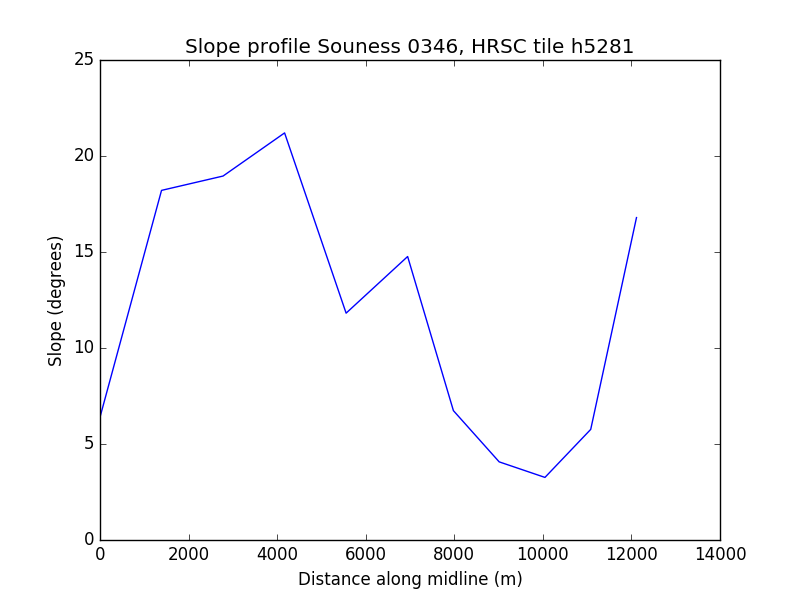 Slope profile Souness 0346, HRSC tile h5281
25
20
15
10
5
0
Slope (degrees)
0 2000 4000 6000 8000 10000 12000 14000
Distance along midline (m)